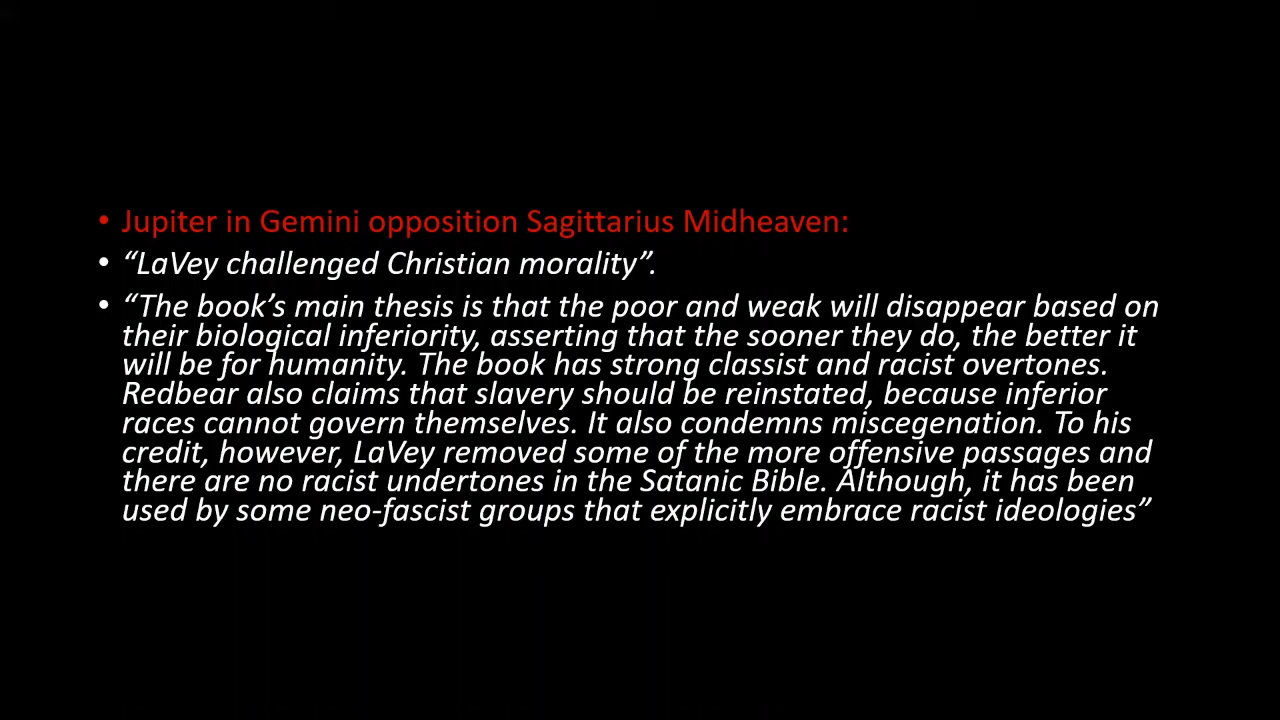 • Jupiter in Gemini opposition Sagittarius Midheaven:
• “LaVey challenged Christian morality”.
• “The book’s main thesis is that the poor and weak will disappear based on
their biological inferiority, asserting that the sooner they do, the better it
will be for humanity. The book has strong classist and racist overtones.
Redbear also claims that slavery should be reinstated, because inferior
races cannot govern themselves. It also condemns miscegenation. To his
credit, however, LaVey removed some of the more offensive passages and
there are no racist undertones in the Satanic Bible. Although, it has been
used by some neo-fascist groups that explicitly embrace racist ideologies”